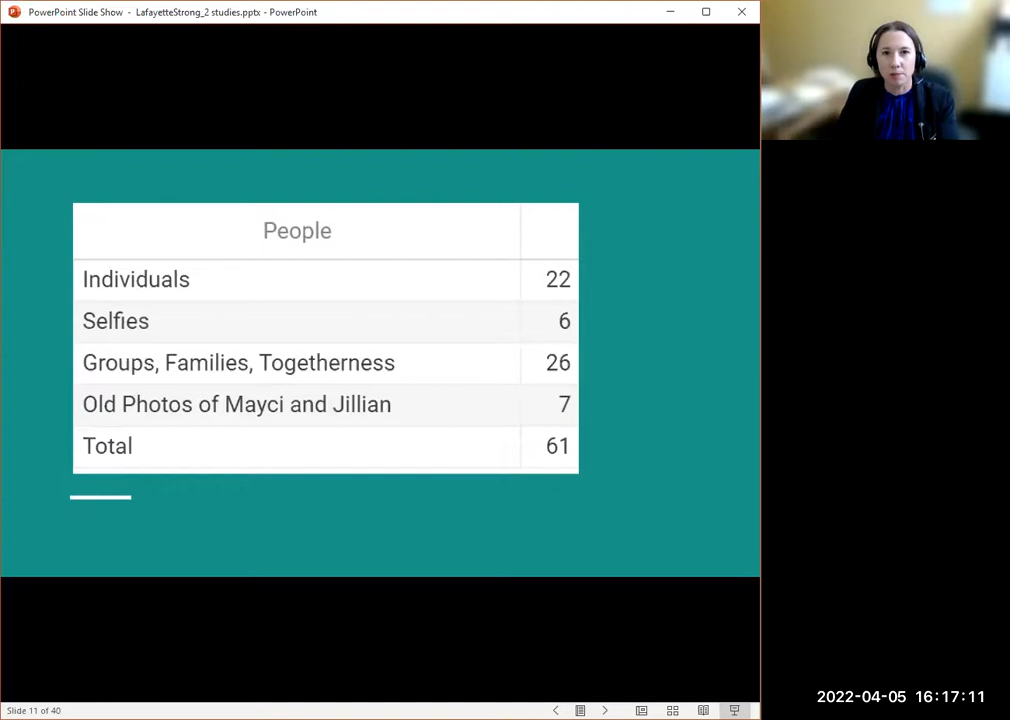 PowerPoint Slide Show - LafayetteStrong_2 studies.pptx - PowerPoint
People
Individuals 22
Selfies 6
Groups, Families, Togetherness 26
Old Photos of Mayci and Jillian 7
Total 61
2022-04-05 16:17:11
Slide 11 of 40